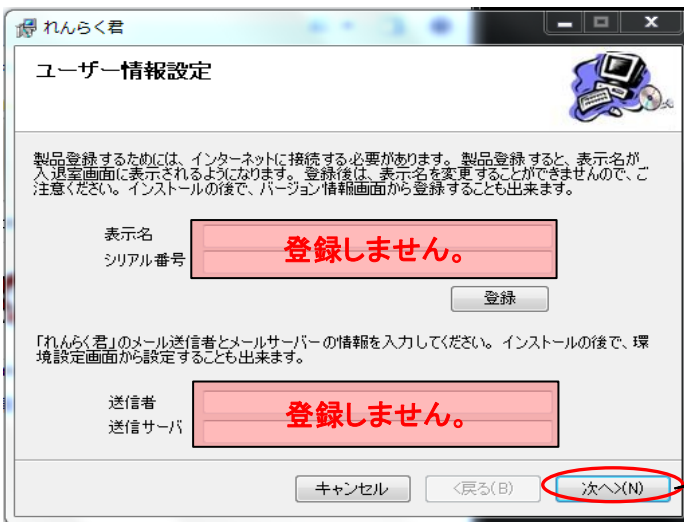 れんらく君
ユーザー情報設定
製品登録するためには、インターネットに接続する必要があります。製品登録すると、表示名が
入退室画面に表示されるようになります。登録後は、表示名を変更することができませんので、ご
注意ください。インストールの後で、バージョン情報画面から登録することも出来ます。
表示名
シリアル番号
登録しません。
登録
「れんらく君」のメール送信者とメールサーバーの情報を入力してください。インストールの後で、環
境設定画面から設定することも出来ます。
送信者
送信サーバ
登録しません。
キャンセル
<戻る(B)
次へ>(N)